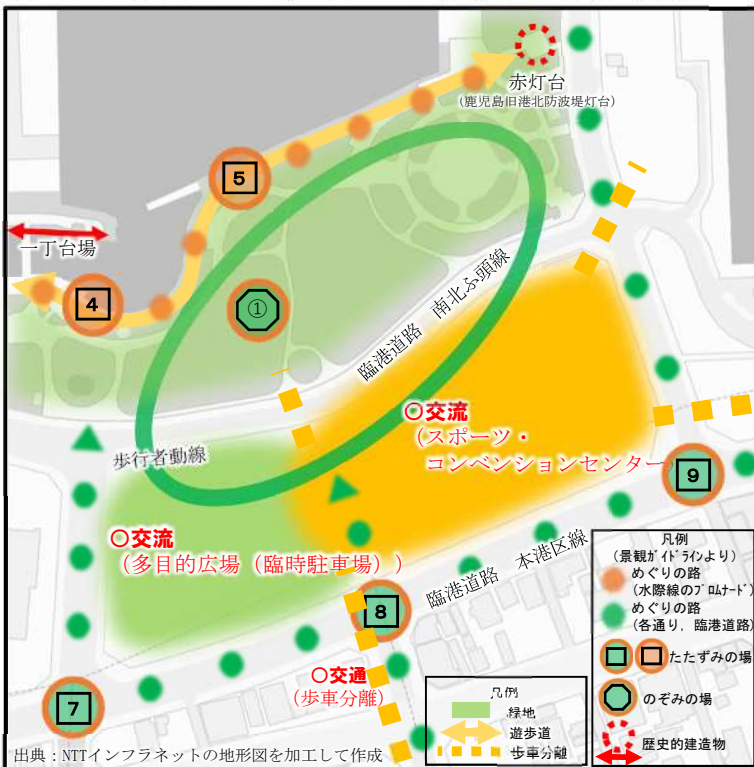 赤灯台
(鹿児島旧港北防波堤灯台)
5
一丁台場
4
①
臨港道路 南北ふ頭線
歩行者動線
〇交流
(スポーツ・
コンベンションセンター
9
〇交流
(多目的広場(臨時駐車場))
臨港道路 本港区線
8
〇交通
(歩車分離)
7
凡例
緑地
遊歩道
歩車分離
凡例
(景観ガイドラインより)
めぐりの路
(水際線のプロムナード)
めぐりの路
(各通り,臨港道路)
たたずみの場
のぞみの場
歴史的建造物
出典:NTTインフラネットの地形図を加工して作成